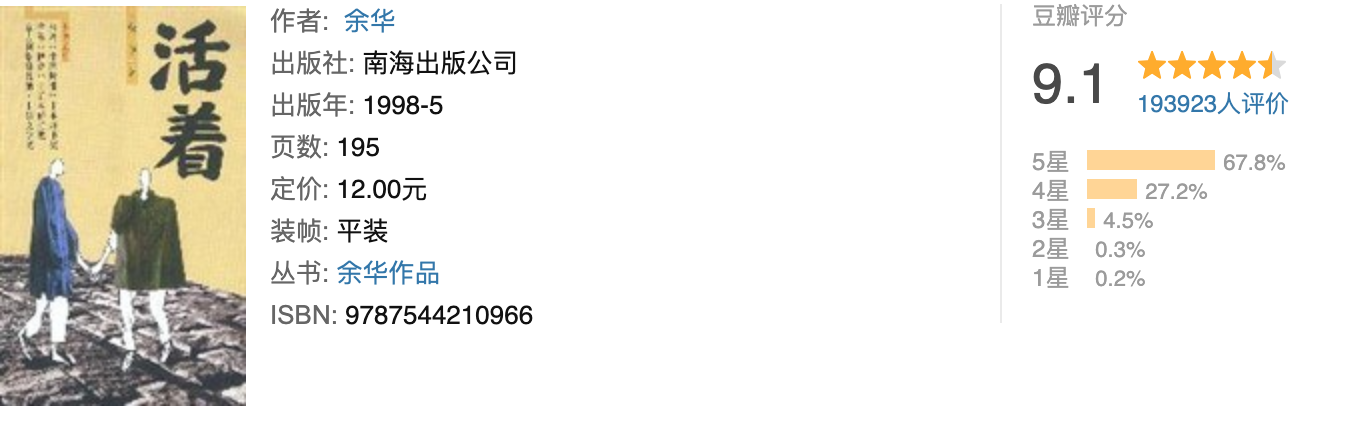 活着
作者: 余华
出版社: 南海出版公司
出版年: 1998-5
页数: 195
定价: 12.00元
装帧: 平装
丛书: 余华作品
ISBN: 9787544210966
豆瓣评分
9.1
193923人评价
5星 67.8%
4星 27.2%
3星 4.5%
2星 0.3%
1星 0.2%